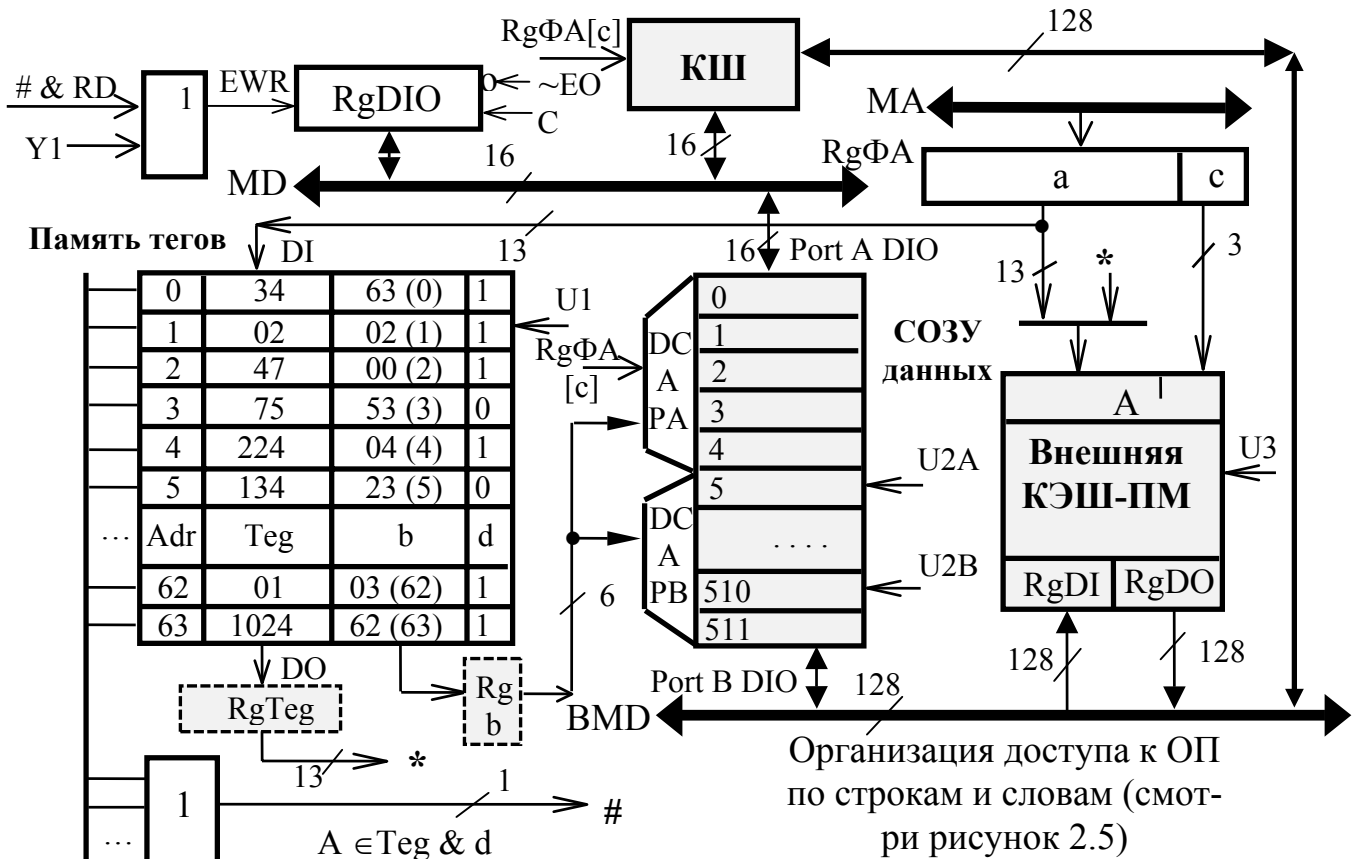 RgФА[c]
КШ
128
# & RD
1
EWR
RgDIO
o
~EO
C
Y1
16
MA
RgФА
a
c
MD
16
Память тегов
DI
13
16
Port A DIO
13
*
3
0 34 63 (0) 1
1 02 02 (1) 1
2 47 00 (2) 1
3 75 53 (3) 0
4 224 04 (4) 1
5 134 23 (5) 0
… Adr Teg b d
62 01 03 (62) 1
63 1024 62 (63) 1
U1
RgФА
[c]
DC
A
PA
DC
A
PB
0
1
2
3
4
5
. . . .
510
511
СОЗУ
данных
U2A
U2B
A
Внешняя
КЭШ-ПМ
U3
RgDI
RgDO
6
DO
RgTeg
Rg
b
Port B DIO
128
128
128
BMD
13
*
1
…
1
#
A ∈Teg & d
Организация доступа к ОП
по строкам и словам (смот-
ри рисунок 2.5)